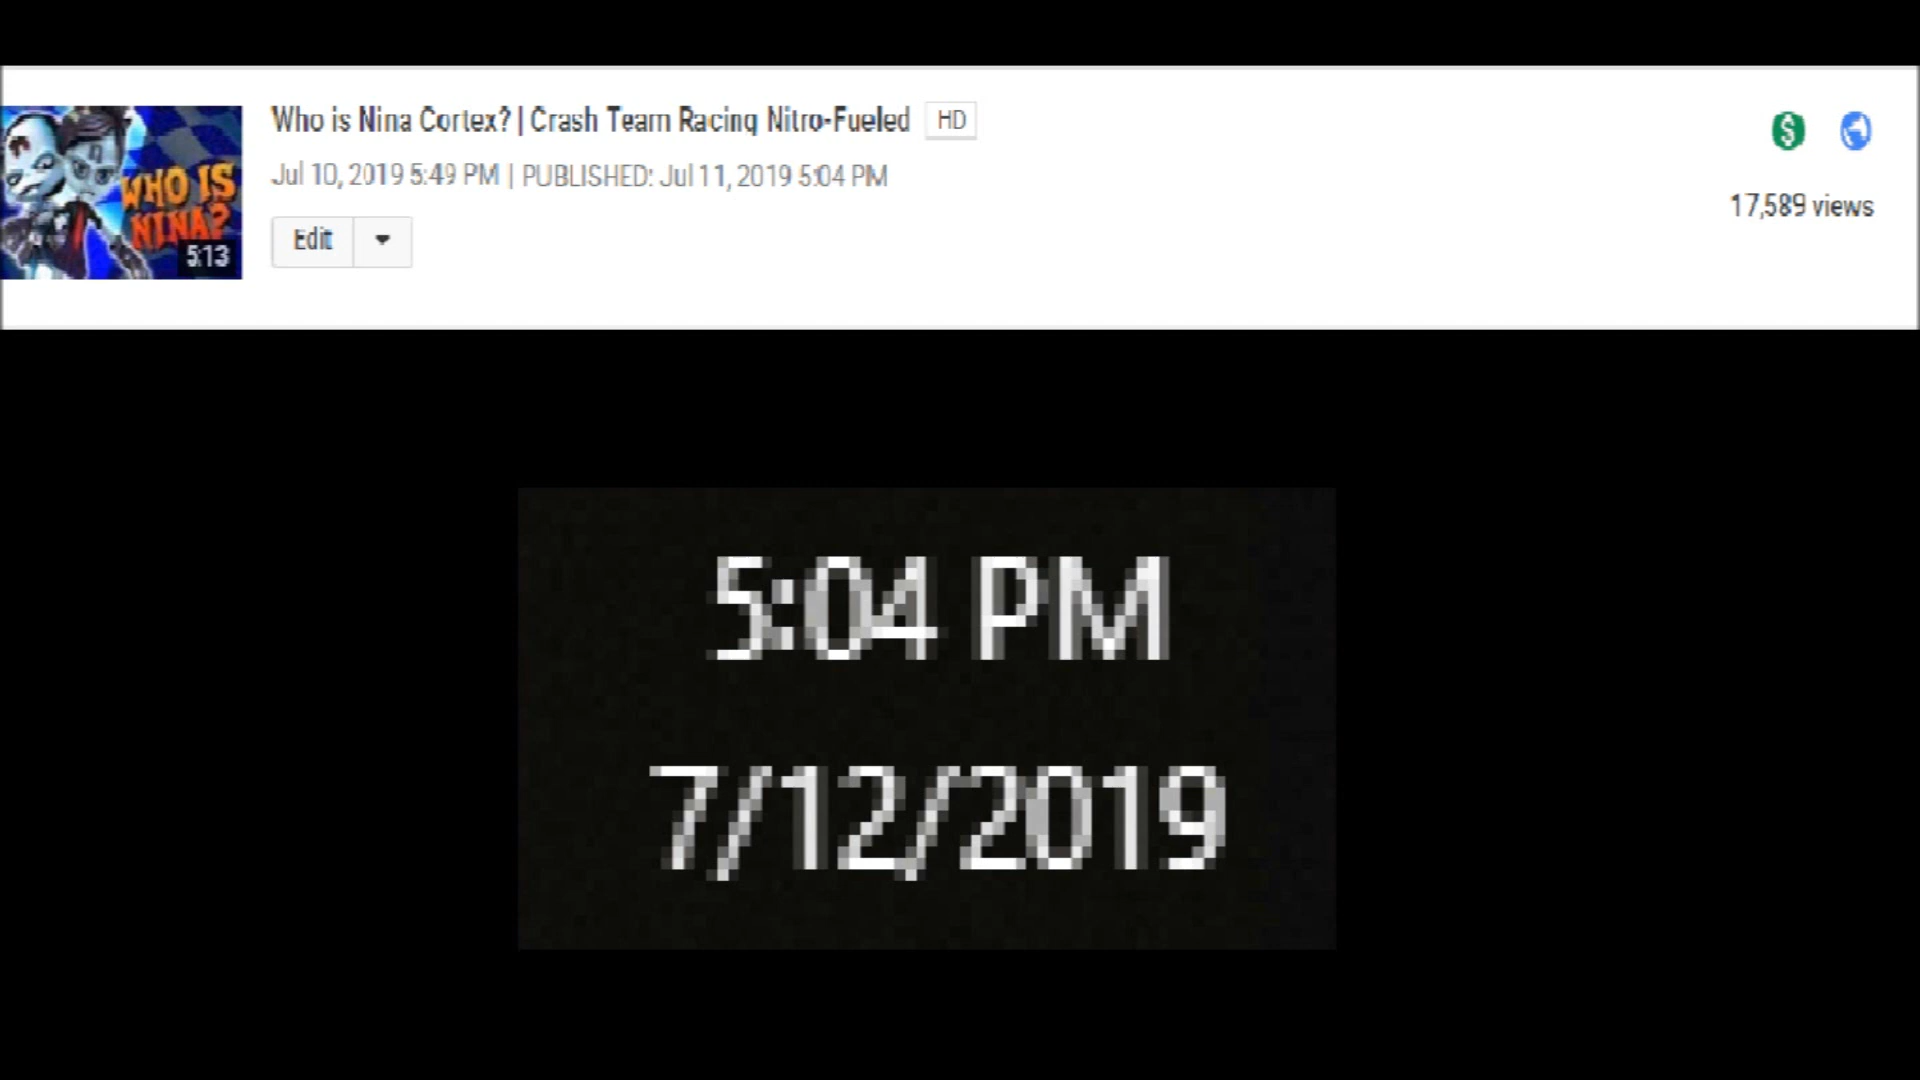 WHO IS
NINA?
5:13
Who is Nina Cortex? | Crash Team Racing Nitro-Fueled HD
Jul 10, 2019 5:49 PM | PUBLISHED: Jul 11, 2019 5:04 PM
Edit
17,589 views
5:04 PM
7/12/2019